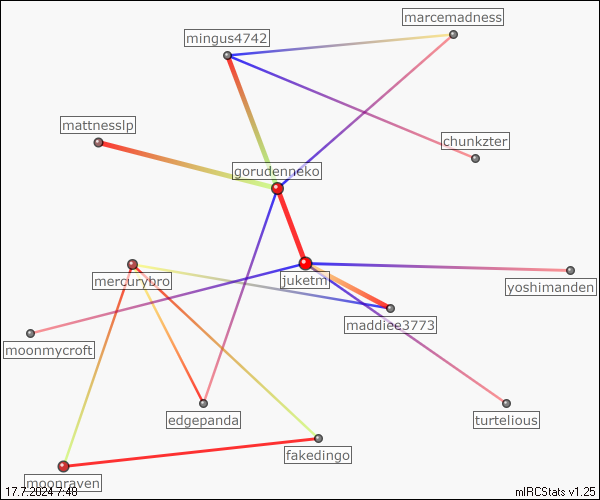 marcemadness
mingus4742
mattnesslp
chunkzter
gorudenneko
mercurybro
juketm
yoshimanden
maddiee3773
moonmycroft
edgepanda
turtelious
fakedingo
moonraven
17.7.2024 7:40
mIRCStats v1.25